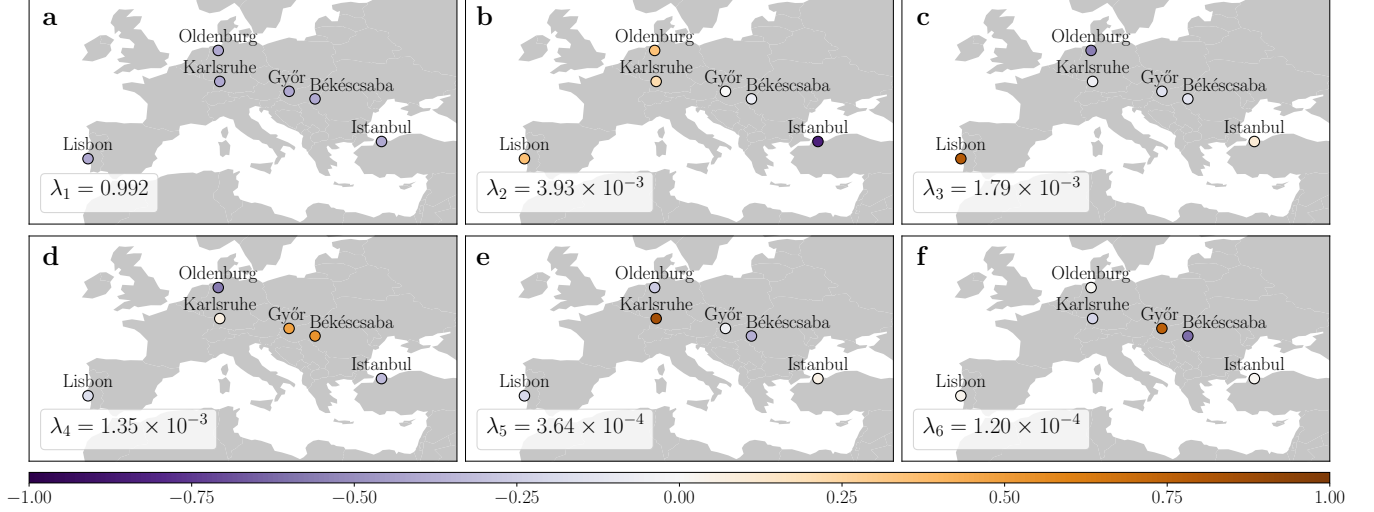 a
Oldenburg
Karlsruhe
Győr
Békéscsaba
Istanbul
Lisbon
λ₁ = 0.992
b
Oldenburg
Karlsruhe
Győr
Békéscsaba
Istanbul
Lisbon
λ₂ = 3.93 × 10⁻³
c
Oldenburg
Karlsruhe
Győr
Békéscsaba
Istanbul
Lisbon
λ₃ = 1.79 × 10⁻³
d
Oldenburg
Karlsruhe
Győr
Békéscsaba
Istanbul
Lisbon
λ₄ = 1.35 × 10⁻³
e
Oldenburg
Karlsruhe
Győr
Békéscsaba
Istanbul
Lisbon
λ₅ = 3.64 × 10⁻⁴
f
Oldenburg
Karlsruhe
Győr
Békéscsaba
Istanbul
Lisbon
λ₆ = 1.20 × 10⁻⁴
−1.00 −0.75 −0.50 −0.25 0.00 0.25 0.50 0.75 1.00